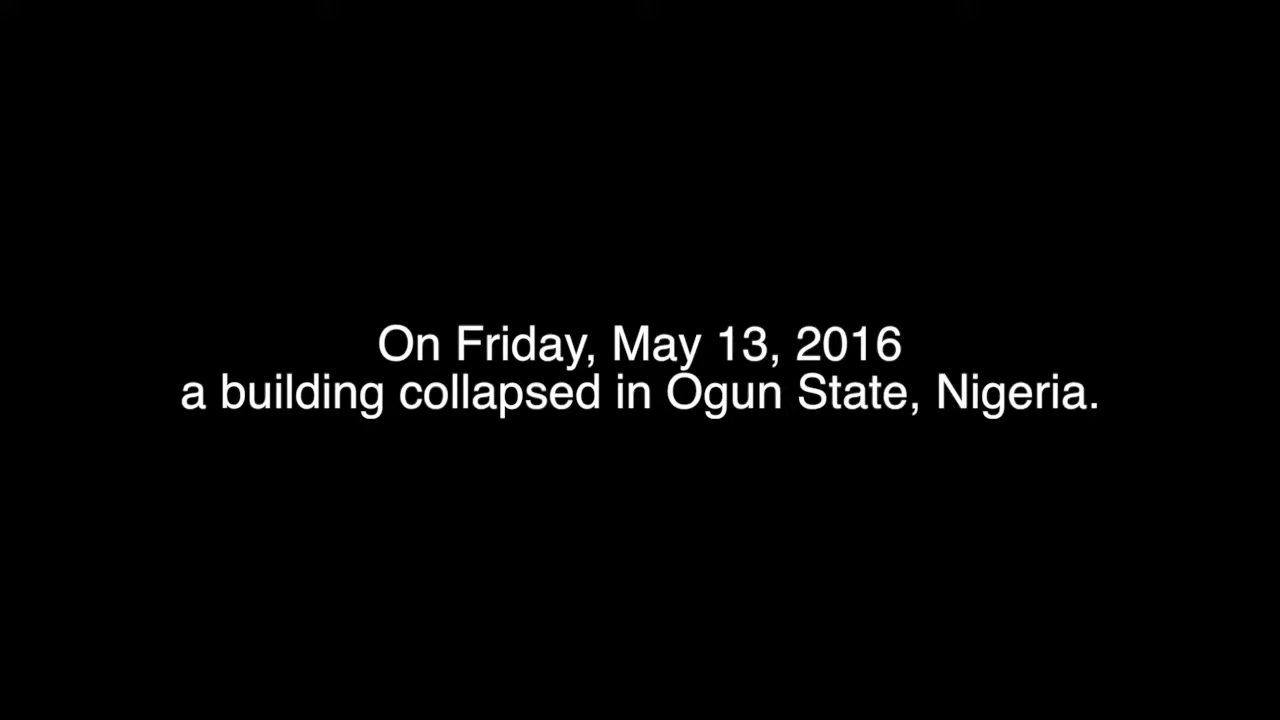 On Friday, May 13, 2016
a building collapsed in Ogun State, Nigeria.